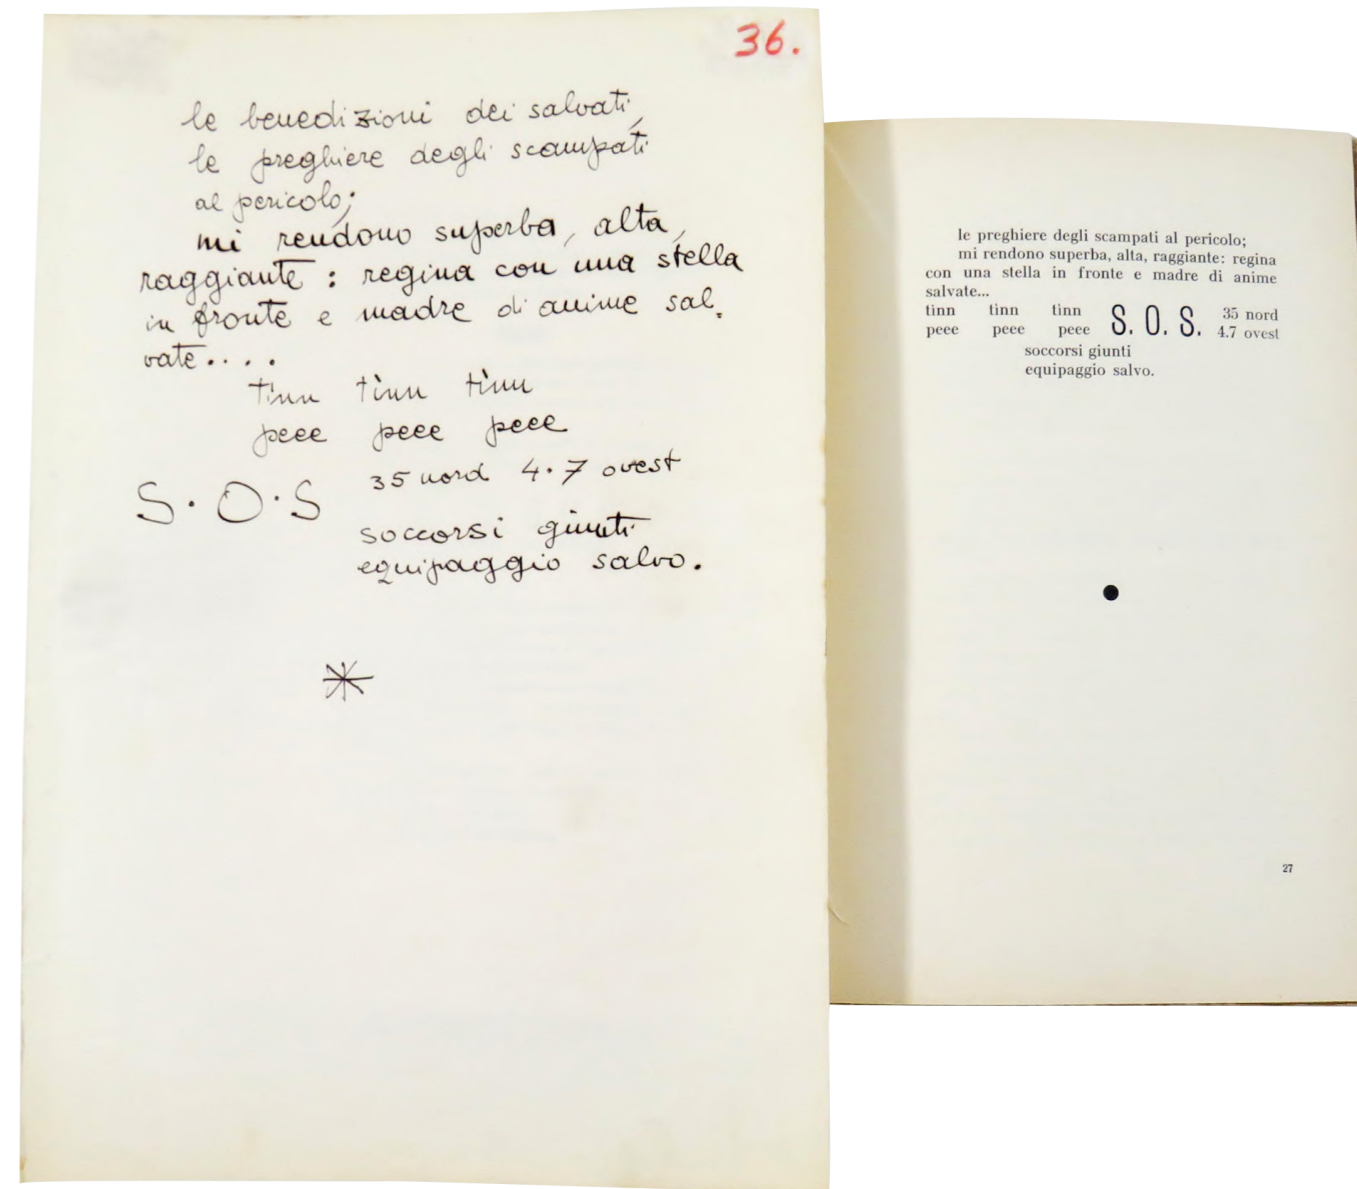 36.
le benedizioni dei salvati,
le preghiere degli scampati
al pericolo;
mi rendono superba, alta,
raggiante : regina con una stella
in fronte e madre di anime sal-
vate....
tinn tinn tinn
peee peee peee
S.O.S 35 nord 4.7 ovest
soccorsi giunti
equipaggio salvo.
le preghiere degli scampati al pericolo;
mi rendono superba, alta, raggiante: regina
con una stella in fronte e madre di anime
salvate...
tinn tinn tinn S. O. S. 35 nord
peee peee peee 4.7 ovest
soccorsi giunti
equipaggio salvo.
27